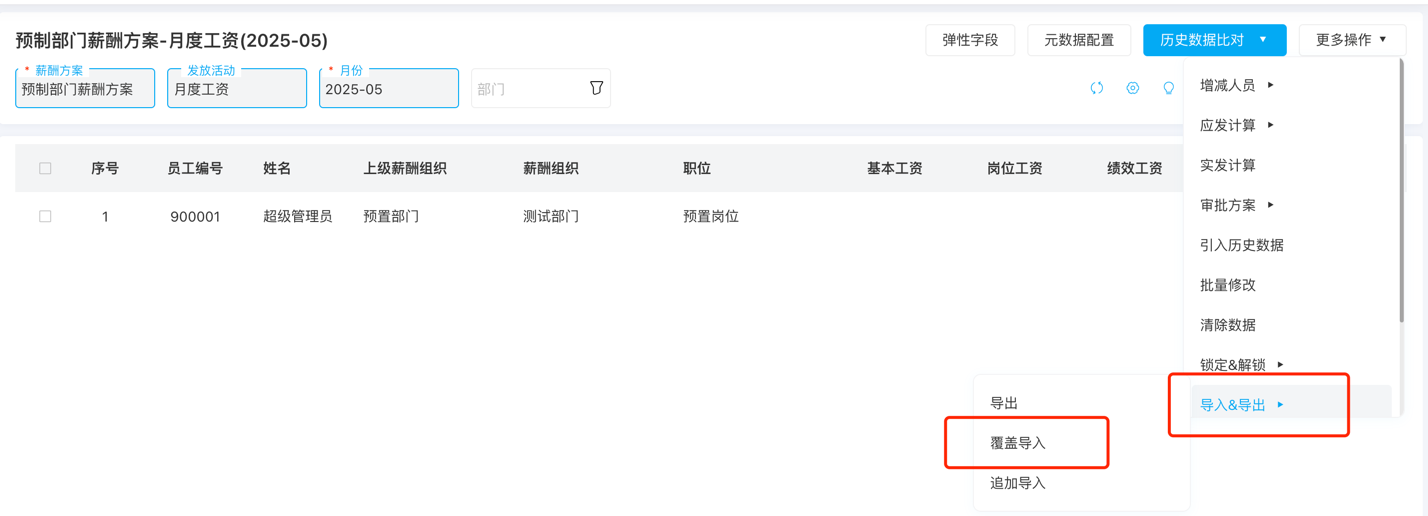 预制部门薪酬方案-月度工资(2025-05)
弹性字段
元数据配置
历史数据比对
更多操作
* 薪酬方案
预制部门薪酬方案
发放活动
月度工资
* 月份
2025-05
部门
序号 员工编号 姓名 上级薪酬组织 薪酬组织 职位 基本工资 岗位工资 绩效工资
1 900001 超级管理员 预置部门 测试部门 预置岗位
增减人员
应发计算
实发计算
审批方案
引入历史数据
批量修改
清除数据
锁定&解锁
导入&导出
导出
覆盖导入
追加导入